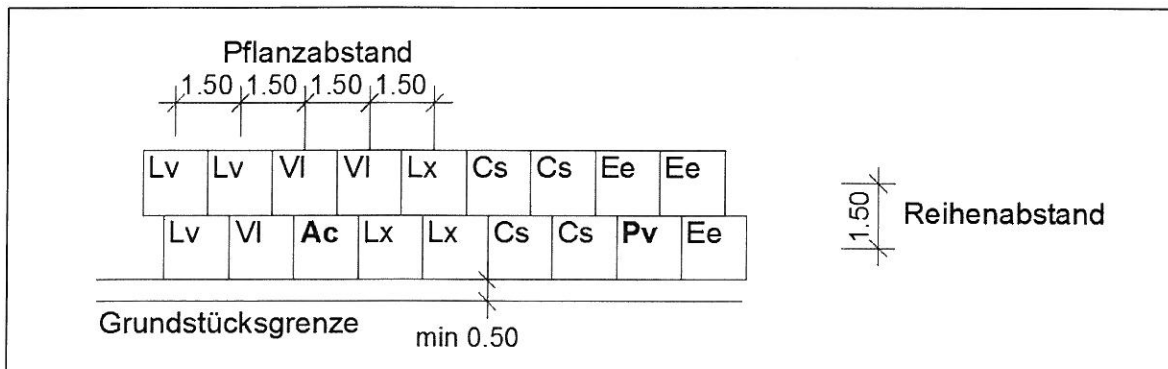 Pflanzabstand
1.50 1.50 1.50 1.50
Lv Lv Vl Vl Lx Cs Cs Ee Ee
Lv Vl Ac Lx Lx Cs Cs Pv Ee
1.50
Reihenabstand
Grundstücksgrenze
min 0.50